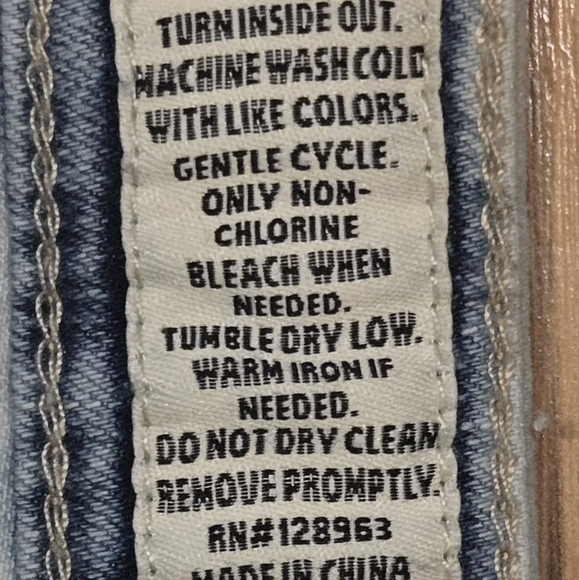 TURN INSIDE OUT.
MACHINE WASH COLD
WITH LIKE COLORS.
GENTLE CYCLE.
ONLY NON-
CHLORINE
BLEACH WHEN
NEEDED.
TUMBLE DRY LOW.
WARM IRON IF
NEEDED.
DO NOT DRY CLEAN
REMOVE PROMPTLY.
RN#128963
MADE IN CHINA